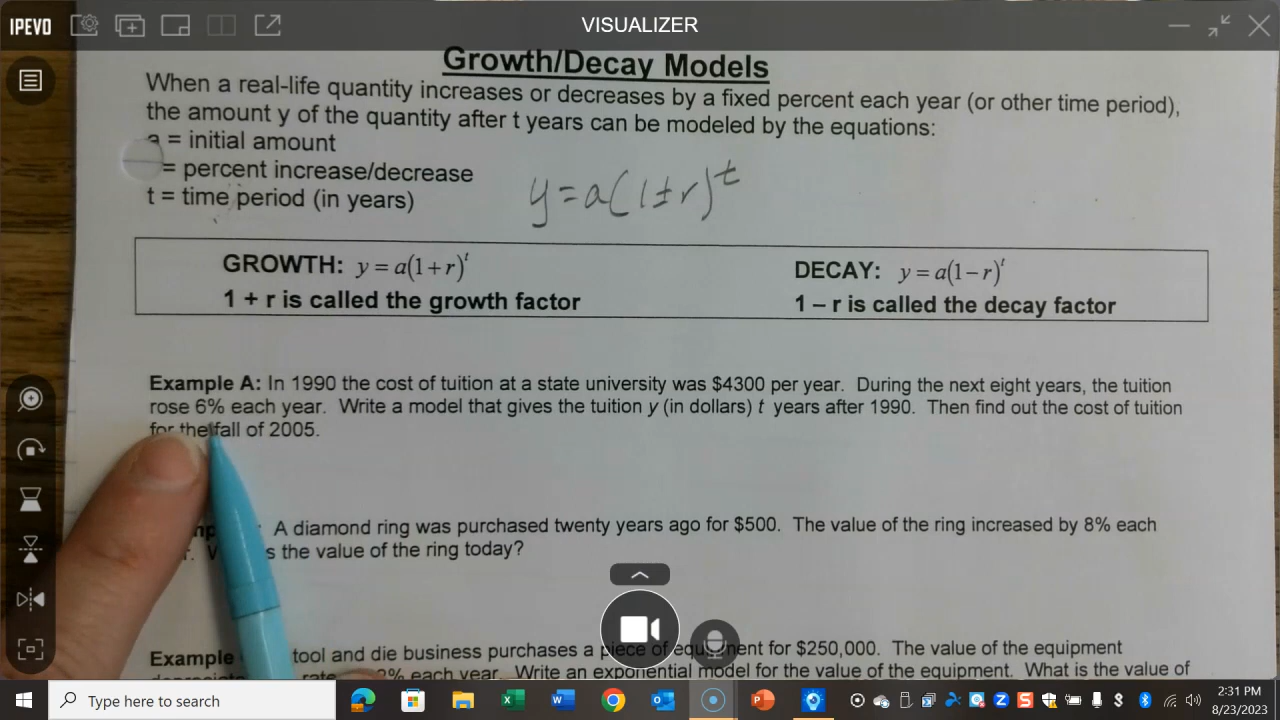 IPEVO
VISUALIZER
Growth/Decay Models
When a real-life quantity increases or decreases by a fixed percent each year (or other time period),
the amount y of the quantity after t years can be modeled by the equations:
a = initial amount
= percent increase/decrease
t = time period (in years)
y=a(1±r)^t
GROWTH: y = a(1+r)^t
DECAY: y = a(1−r)^t
1 + r is called the growth factor
1 – r is called the decay factor
Example A: In 1990 the cost of tuition at a state university was $4300 per year. During the next eight years, the tuition
rose 6% each year. Write a model that gives the tuition y (in dollars) t years after 1990. Then find out the cost of tuition
for the fall of 2005.
A diamond ring was purchased twenty years ago for $500. The value of the ring increased by 8% each
the value of the ring today?
Example tool and die business purchases a piece of equipment for $250,000. The value of the equipment
each year. Write an exponential model for the value of the equipment. What is the value of
Type here to search
2:31 PM
8/23/2023